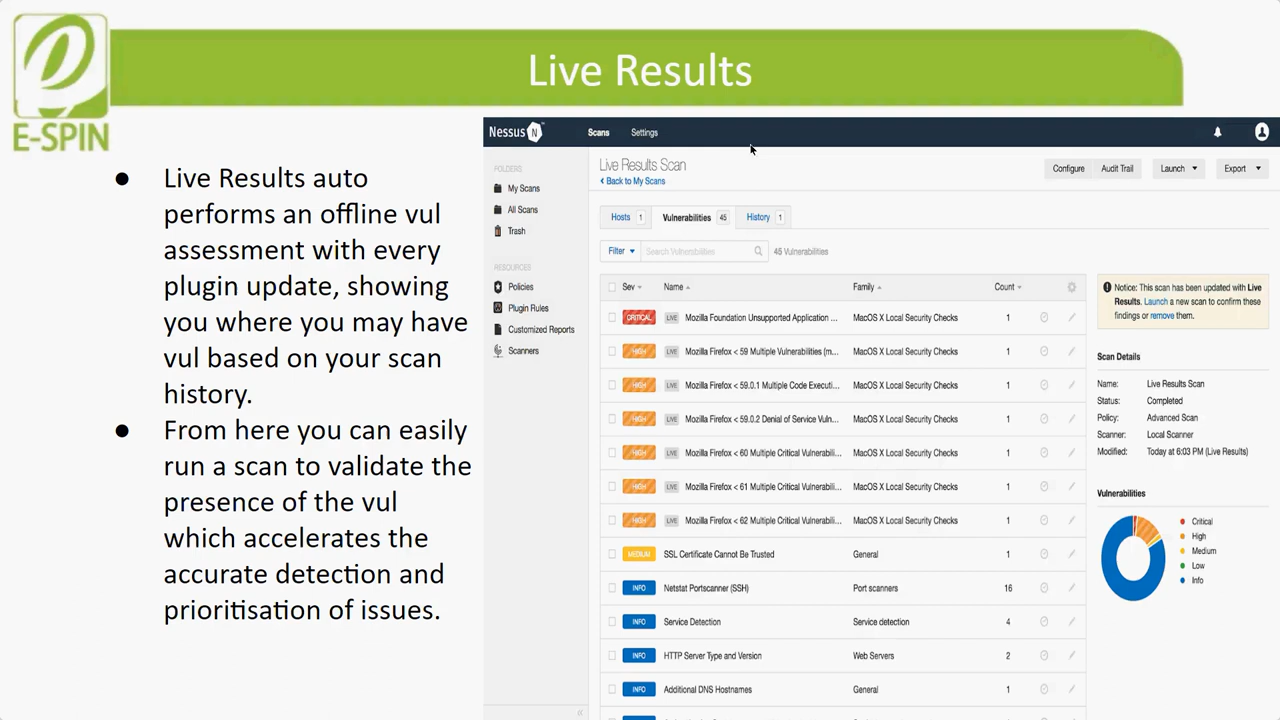 Live Results
E-SPIN
● Live Results auto
performs an offline vul
assessment with every
plugin update, showing
you where you may have
vul based on your scan
history.
● From here you can easily
run a scan to validate the
presence of the vul
which accelerates the
accurate detection and
prioritisation of issues.
Nessus N
Scans Settings
FOLDERS
My Scans
All Scans
Trash
RESOURCES
Policies
Plugin Rules
Customized Reports
Scanners
Live Results Scan
Back to My Scans
Configure Audit Trail Launch Export
Hosts 1 Vulnerabilities 45 History 1
Filter Search Vulnerabilities 45 Vulnerabilities
Sev Name Family Count
CRITICAL LIVE Mozilla Foundation Unsupported Application ... MacOS X Local Security Checks 1
HIGH LIVE Mozilla Firefox < 59 Multiple Vulnerabilities (m... MacOS X Local Security Checks 1
HIGH LIVE Mozilla Firefox < 59.0.1 Multiple Code Executi... MacOS X Local Security Checks 1
HIGH LIVE Mozilla Firefox < 59.0.2 Denial of Service Vuln... MacOS X Local Security Checks 1
HIGH LIVE Mozilla Firefox < 60 Multiple Critical Vulnerabili... MacOS X Local Security Checks 1
HIGH LIVE Mozilla Firefox < 61 Multiple Critical Vulnerabili... MacOS X Local Security Checks 1
HIGH LIVE Mozilla Firefox < 62 Multiple Critical Vulnerabili... MacOS X Local Security Checks 1
MEDIUM SSL Certificate Cannot Be Trusted General 1
INFO Netstat Portscanner (SSH) Port scanners 16
INFO Service Detection Service detection 4
INFO HTTP Server Type and Version Web Servers 2
INFO Additional DNS Hostnames General 1
Notice: This scan has been updated with Live
Results. Launch a new scan to confirm these
findings or remove them.
Scan Details
Name: Live Results Scan
Status: Completed
Policy: Advanced Scan
Scanner: Local Scanner
Modified: Today at 6:03 PM (Live Results)
Vulnerabilities
Critical
High
Medium
Low
Info